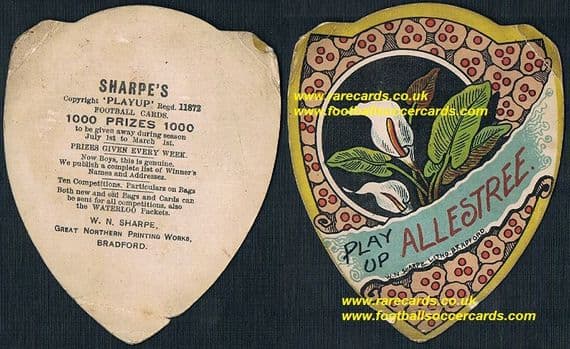 SHARPE'S
Copyright 'PLAYUP' Regd. 11872
FOOTBALL CARDS.
1000 PRIZES 1000
to be given away during season
July 1st to March 1st.
PRIZES GIVEN EVERY WEEK.
Now Boys, this is genuine.
We publish a complete list of Winner's
Names and Addresses.
Ten Competitions. Particulars on Bags
Both new and old Bags and Cards can
be sent for all competitions, also
the WATERLOO Packets.
W. N. SHARPE,
GREAT NORTHERN PRINTING WORKS,
BRADFORD.
www.rarecards.co.uk
www.footballsoccercards.com
PLAY
UP
ALLESTREE.
W.N. SHARPE LITHO. BRADFORD
www.rarecards.co.uk
www.footballsoccercards.com